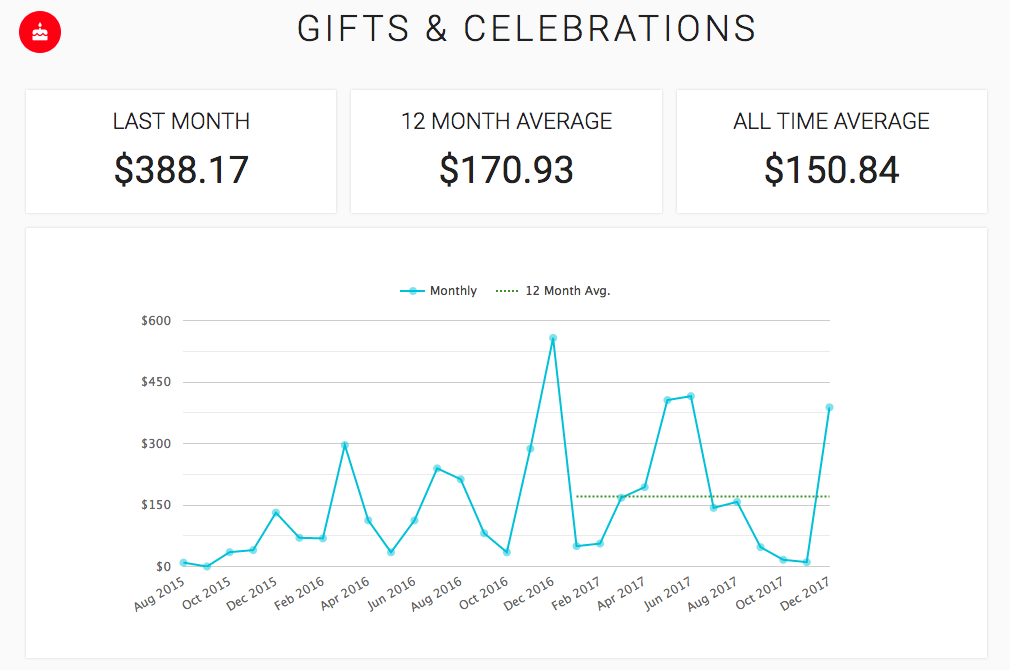 GIFTS & CELEBRATIONS
LAST MONTH
$388.17
12 MONTH AVERAGE
$170.93
ALL TIME AVERAGE
$150.84
Monthly 12 Month Avg.
$600
$450
$300
$150
$0
Aug 2015 Oct 2015 Dec 2015 Feb 2016 Apr 2016 Jun 2016 Aug 2016 Oct 2016 Dec 2016 Feb 2017 Apr 2017 Jun 2017 Aug 2017 Oct 2017 Dec 2017